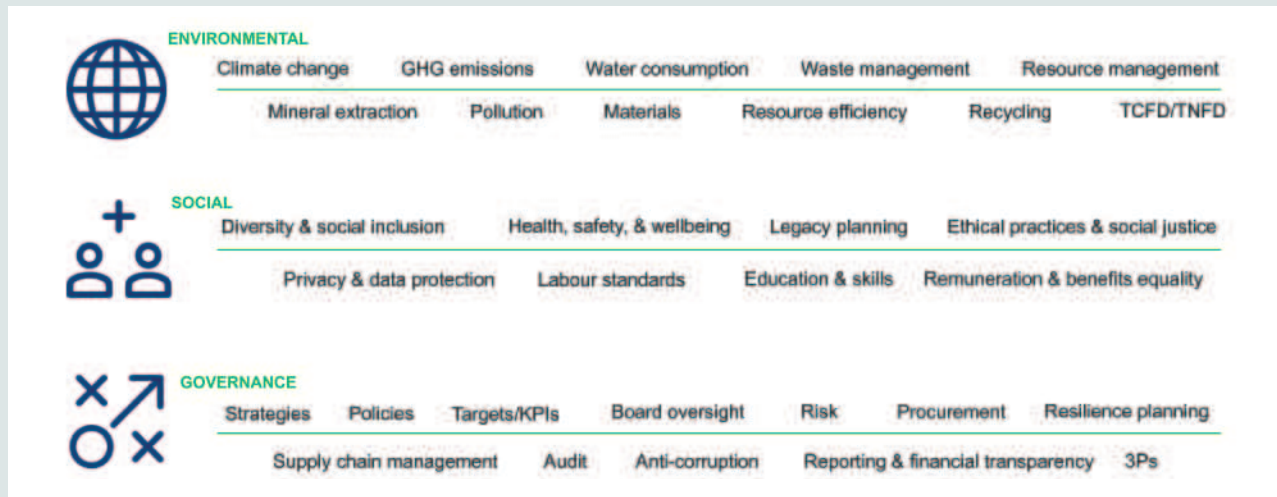 ENVIRONMENTAL
Climate change GHG emissions Water consumption Waste management Resource management
Mineral extraction Pollution Materials Resource efficiency Recycling TCFD/TNFD
SOCIAL
Diversity & social inclusion Health, safety, & wellbeing Legacy planning Ethical practices & social justice
Privacy & data protection Labour standards Education & skills Remuneration & benefits equality
GOVERNANCE
Strategies Policies Targets/KPIs Board oversight Risk Procurement Resilience planning
Supply chain management Audit Anti-corruption Reporting & financial transparency 3Ps